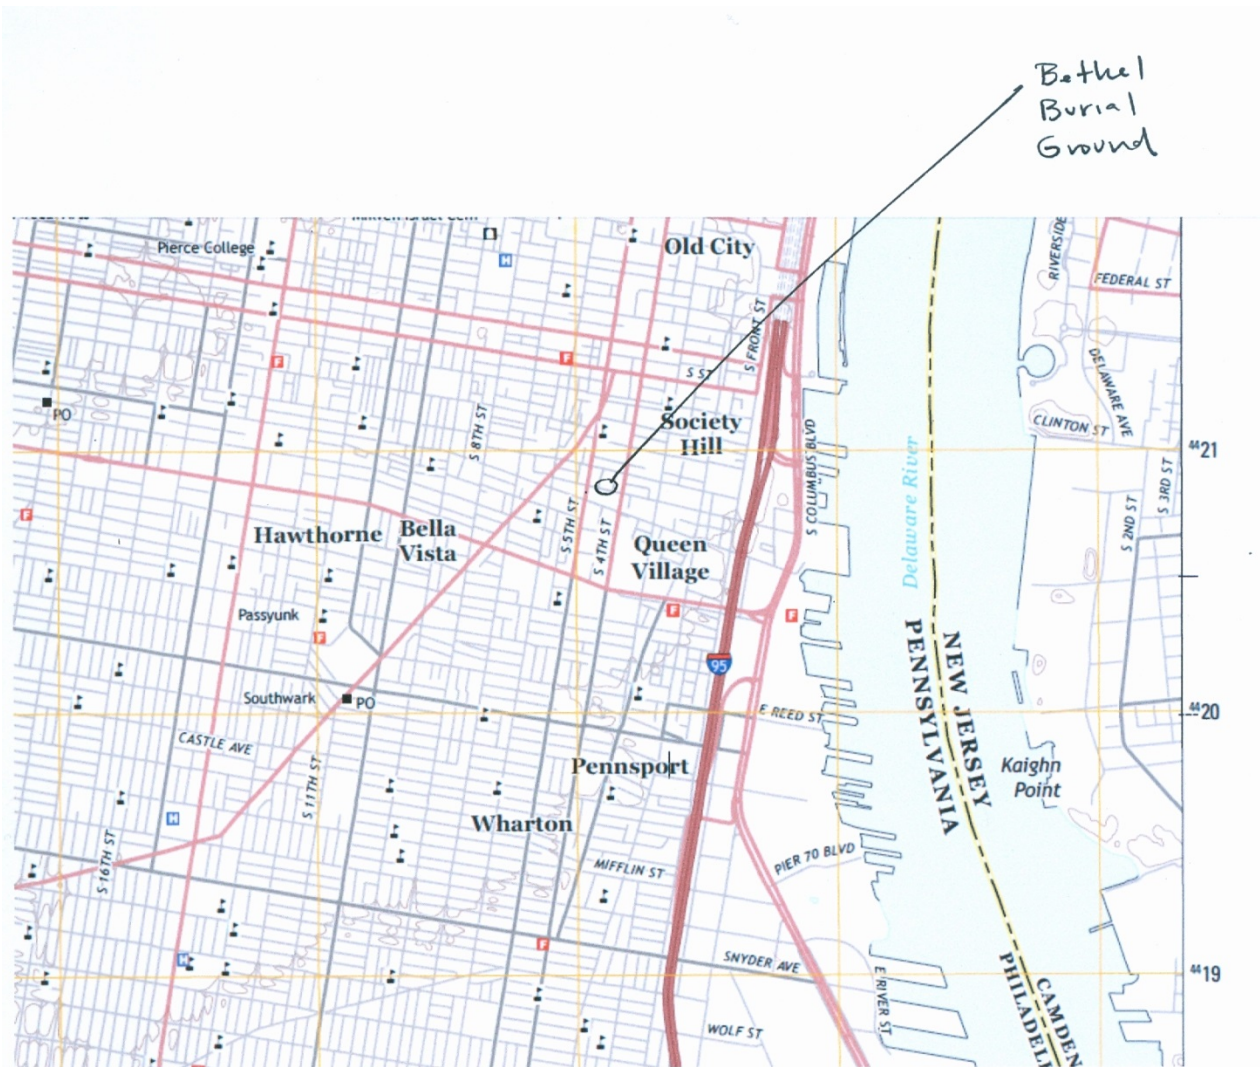 Bethel
Burial
Ground
Pierce College
Old City
H
RIVERSIDE
FEDERAL ST
S FRONT ST
F
F
S ST
DELAWARE AVE
PO
CLINTON ST
Society
Hill
S 8TH ST
S COLUMBUS BLVD
4421
Delaware River
S 3RD ST
F
Hawthorne
Bella
Vista
S 5TH ST
S 4TH ST
Queen
Village
S 2ND ST
Passyunk
F
F
F
95
PENNSYLVANIA
NEW JERSEY
Southwark
PO
E REED ST
4420
CASTLE AVE
S 11TH ST
Pennsport
Kaighn
Point
H
Wharton
S 16TH ST
MIFFLIN ST
PIER 70 BLVD
H
F
SNYDER AVE
E RIVER ST
4419
WOLF ST
PHILADEL
CAMDEN